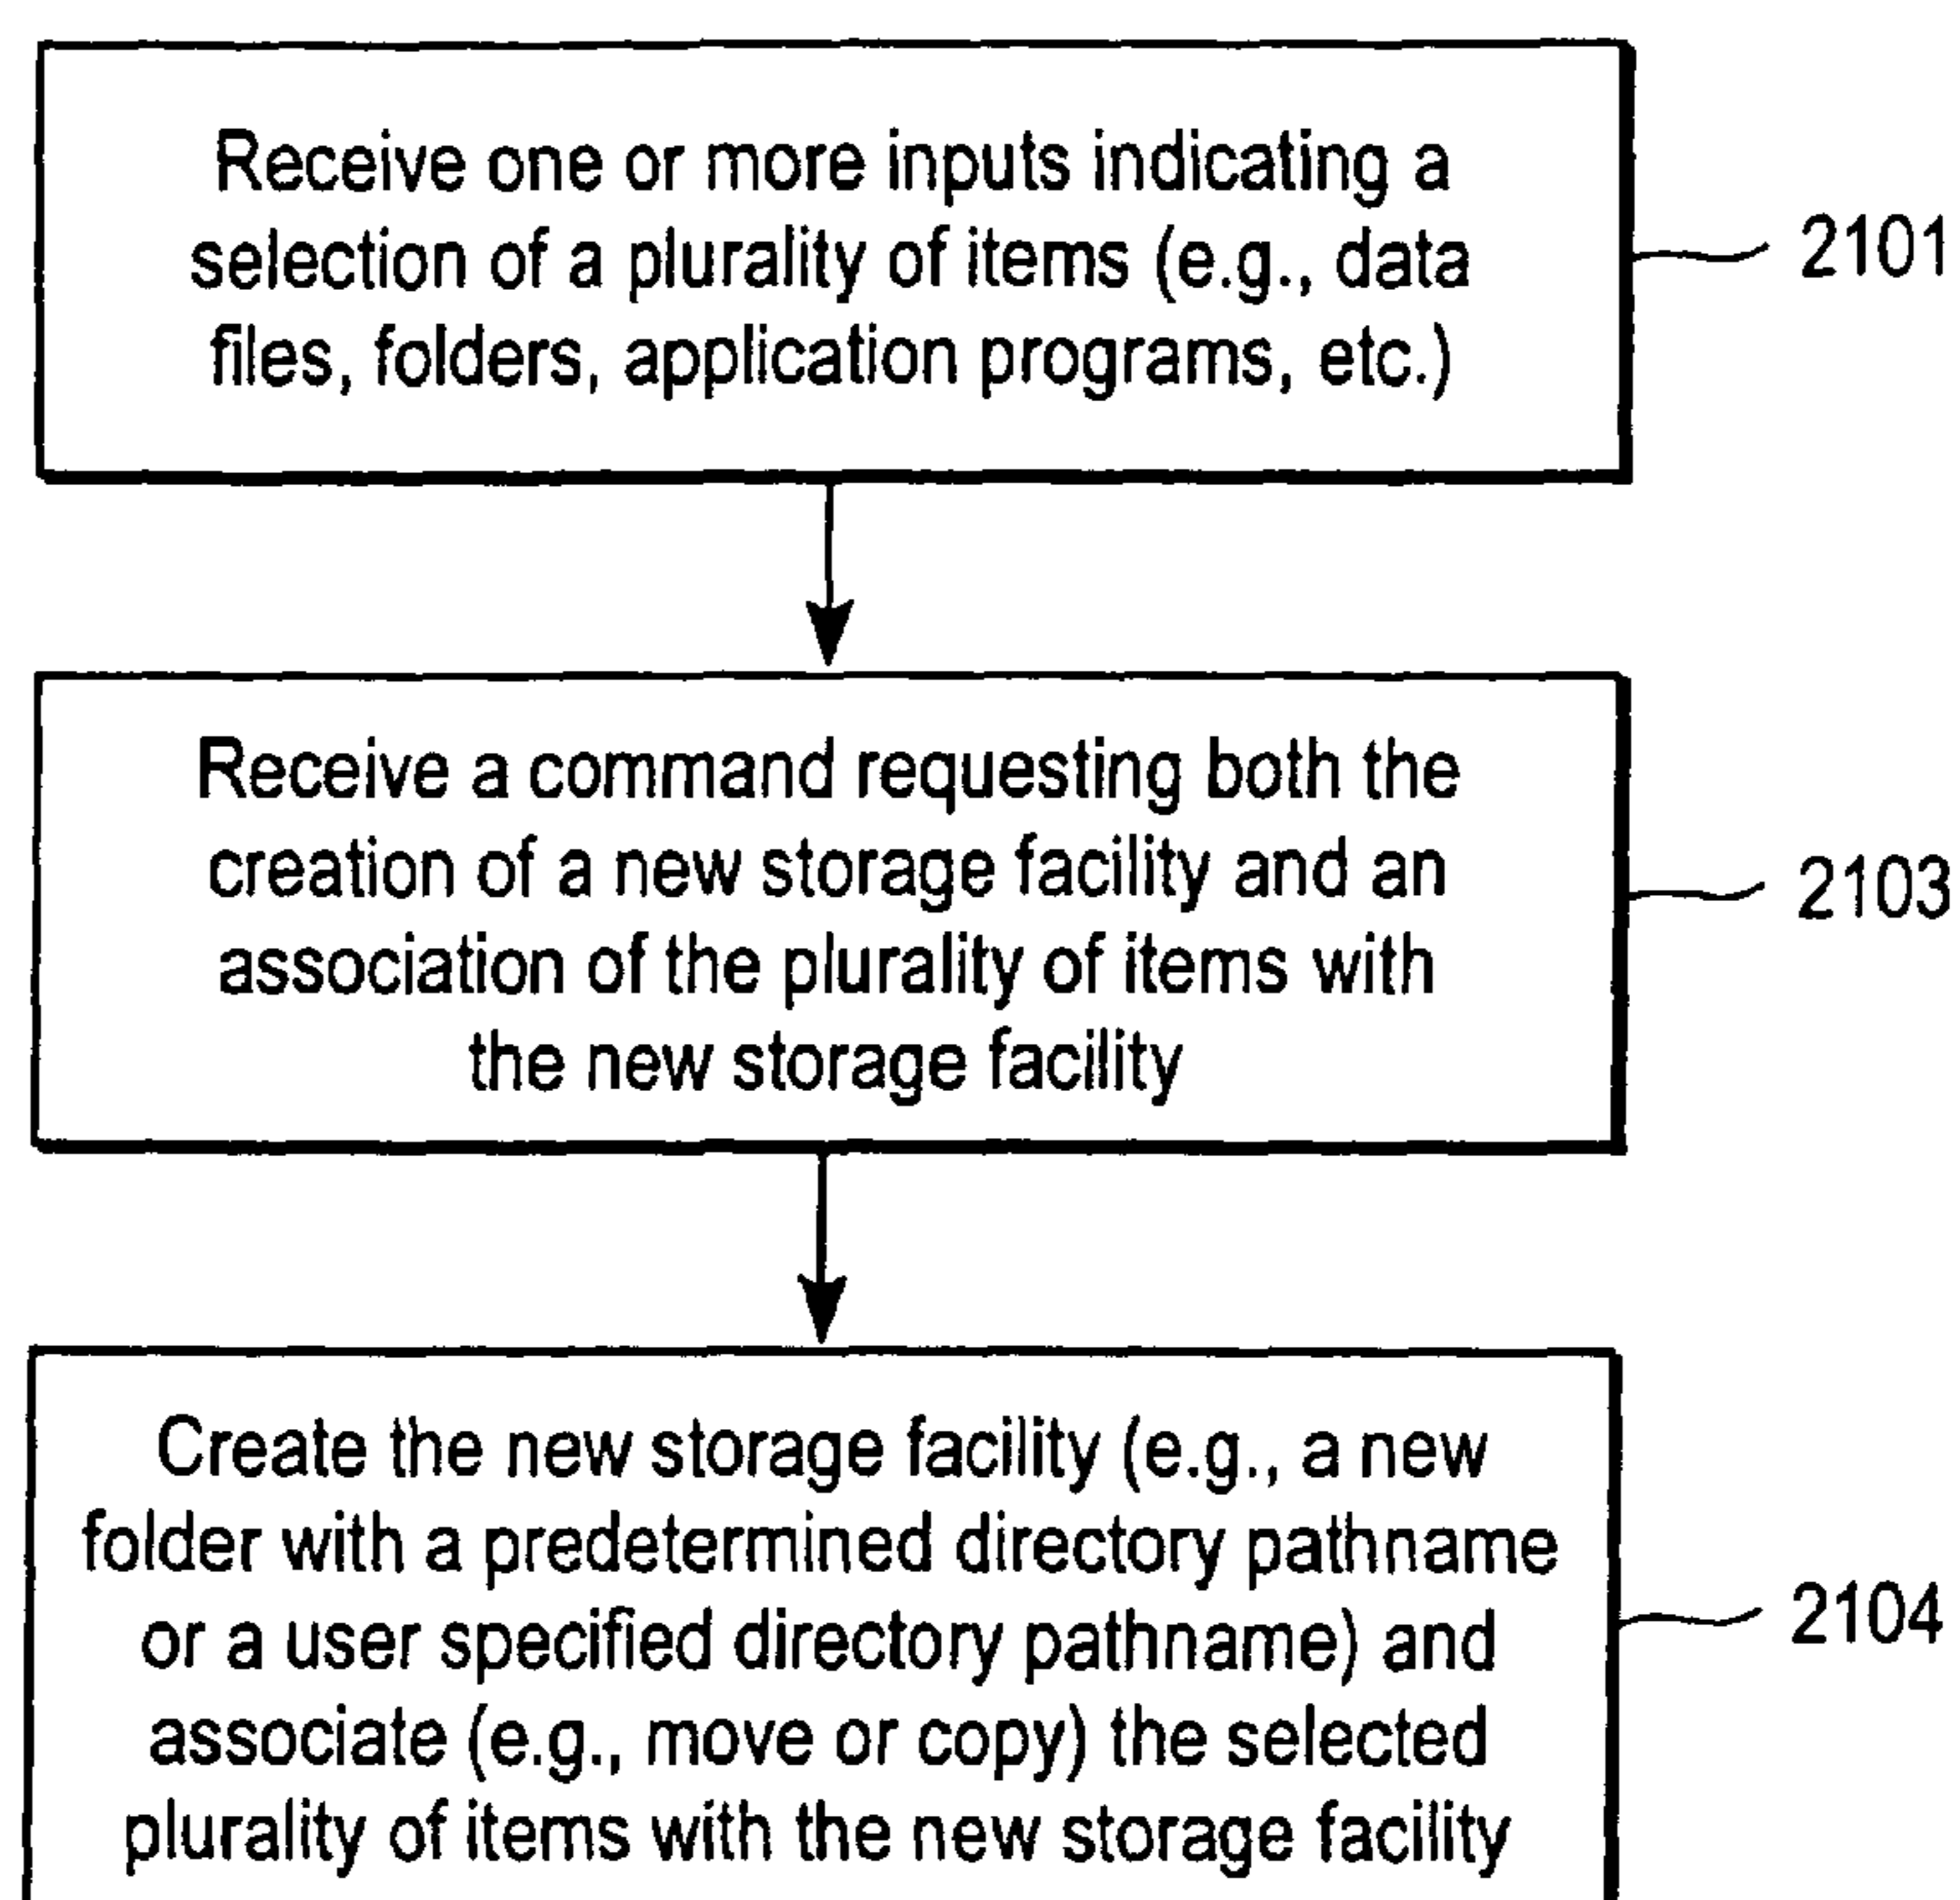 Receive one or more inputs indicating a
selection of a plurality of items (e.g., data
files, folders, application programs, etc.)
2101
Receive a command requesting both the
creation of a new storage facility and an
association of the plurality of items with
the new storage facility
2103
Create the new storage facility (e.g., a new
folder with a predetermined directory pathname
or a user specified directory pathname) and
associate (e.g., move or copy) the selected
plurality of items with the new storage facility
2104